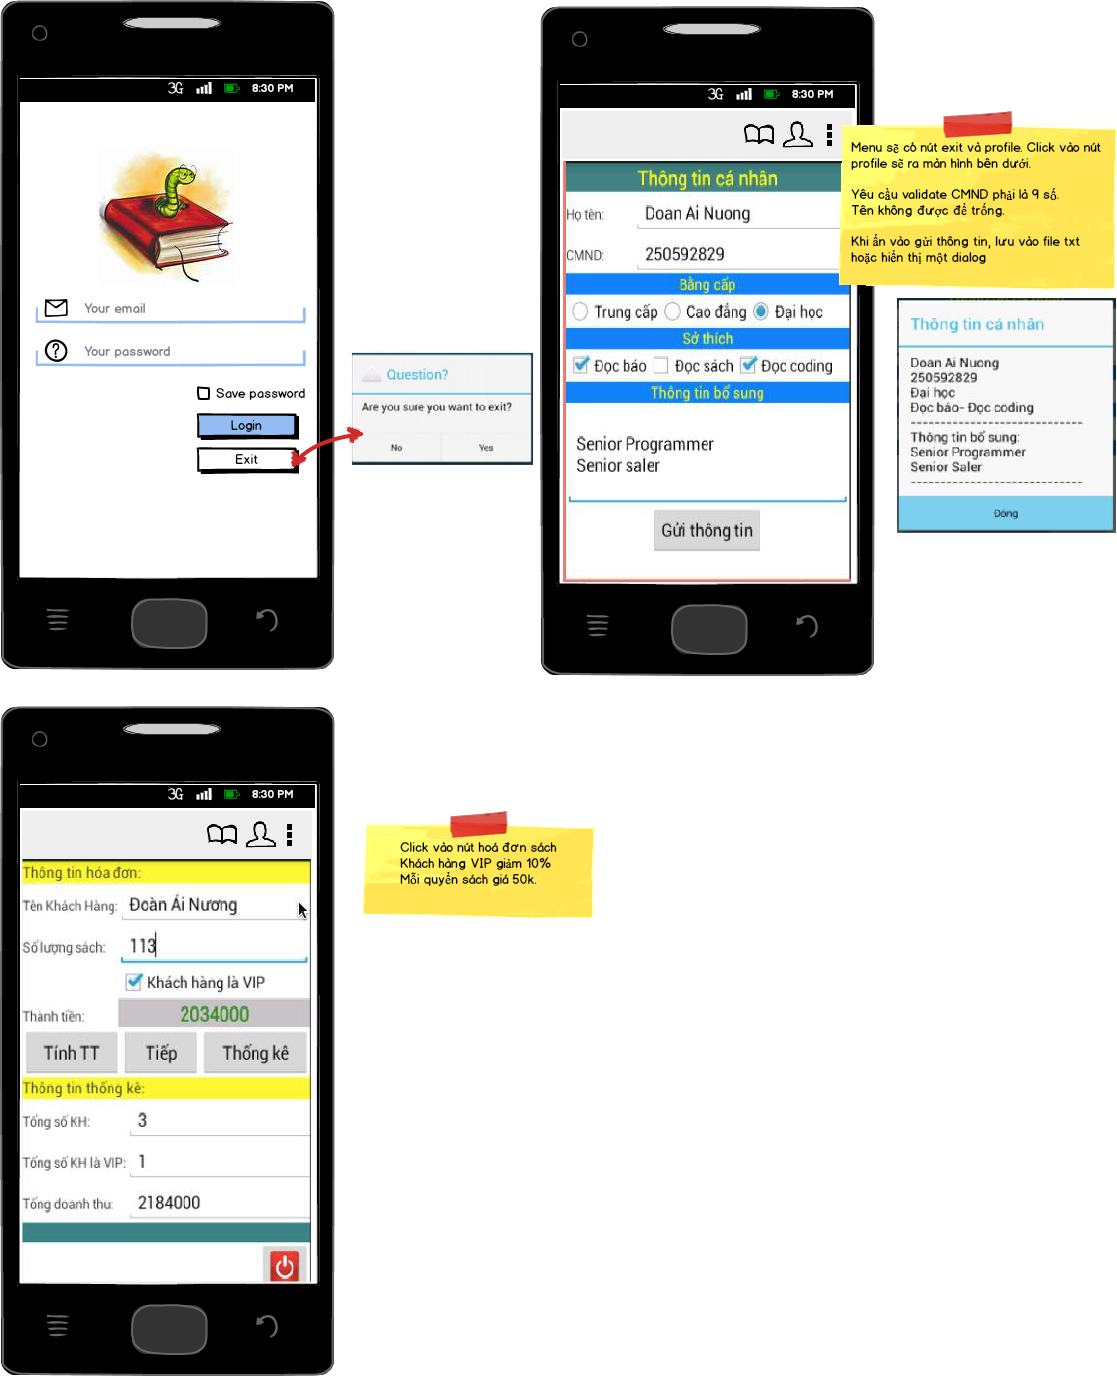 3G 8:30 PM
Your email
Your password
Save password
Login
Exit
Question?
Are you sure you want to exit?
No Yes
3G 8:30 PM
Thông tin cá nhân
Họ tên: Doan Ai Nuong
CMND: 250592829
Bằng cấp
Trung cấp Cao đẳng Đại học
Sở thích
Đọc báo Đọc sách Đọc coding
Thông tin bổ sung
Senior Programmer
Senior saler
Gửi thông tin
Menu sẽ có nút exit và profile. Click vào nút
profile sẽ ra màn hình bên dưới.
Yêu cầu validate CMND phải là 9 số.
Tên không được để trống.
Khi ấn vào gửi thông tin, lưu vào file txt
hoặc hiển thị một dialog
Thông tin cá nhân
Doan Ai Nuong
250592829
Đại học
Đọc báo- Đọc coding
------------------------------
Thông tin bổ sung:
Senior Programmer
Senior Saler
------------------------------
Đóng
3G 8:30 PM
Thông tin hóa đơn:
Tên Khách Hàng: Đoàn Ái Nương
Số lượng sách: 113
Khách hàng là VIP
Thành tiền: 2034000
Tính TT Tiếp Thống kê
Thông tin thống kê:
Tổng số KH: 3
Tổng số KH là VIP: 1
Tổng doanh thu: 2184000
Click vào nút hoá đơn sách
Khách hàng VIP giảm 10%
Mỗi quyển sách giá 50k.